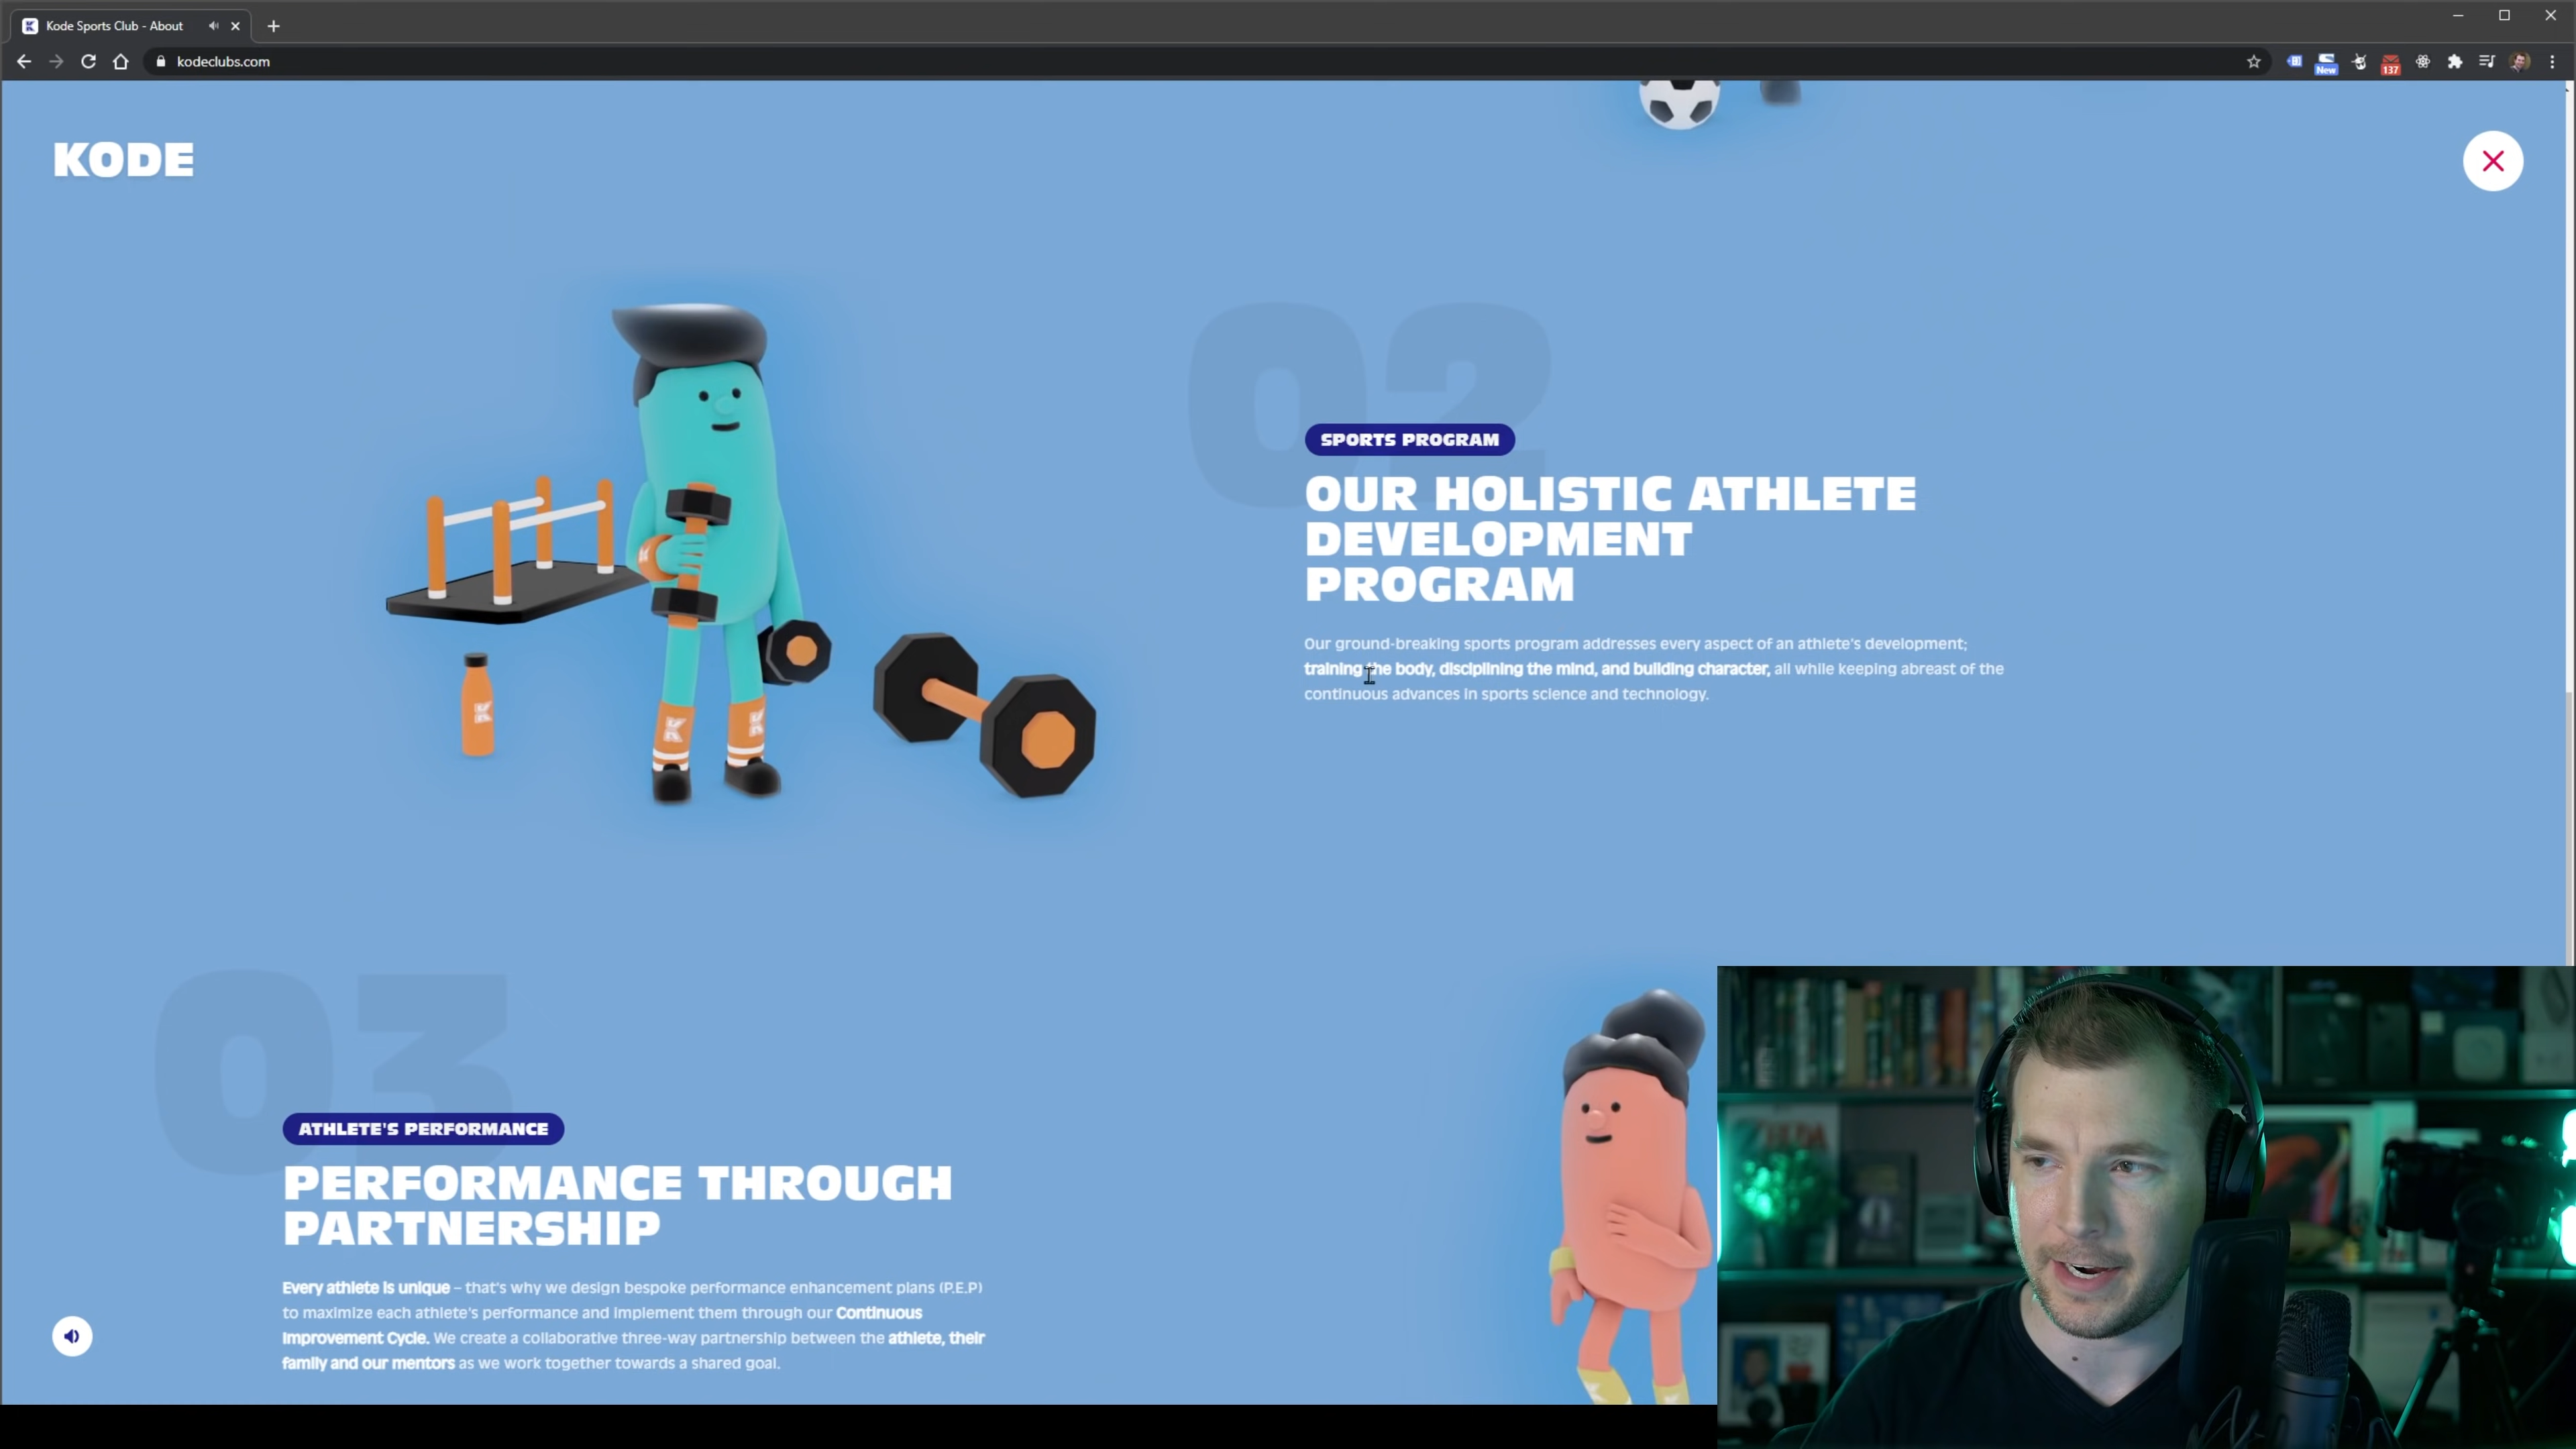 Kode Sports Club - About
kodeclubs.com
New
137
KODE
02
SPORTS PROGRAM
OUR HOLISTIC ATHLETE
DEVELOPMENT
PROGRAM
Our ground-breaking sports program addresses every aspect of an athlete's development;
training the body, disciplining the mind, and building character, all while keeping abreast of the
continuous advances in sports science and technology.
K
K
K
03
ATHLETE'S PERFORMANCE
PERFORMANCE THROUGH
PARTNERSHIP
Every athlete is unique – that's why we design bespoke performance enhancement plans (P.E.P)
to maximize each athlete's performance and implement them through our Continuous
Improvement Cycle. We create a collaborative three-way partnership between the athlete, their
family and our mentors as we work together towards a shared goal.